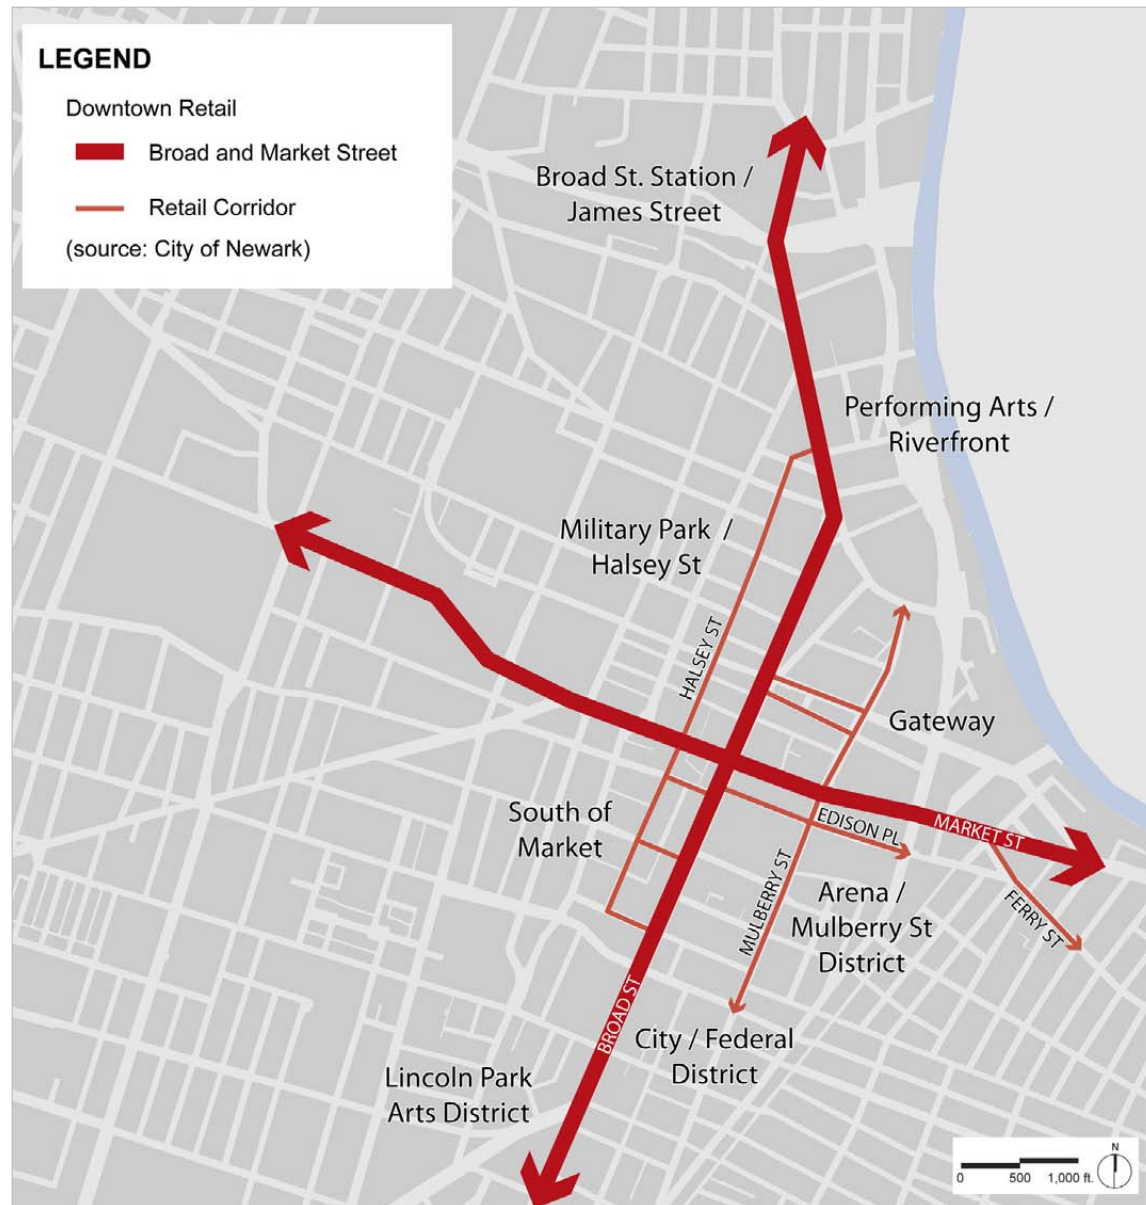 LEGEND
Downtown Retail
Broad and Market Street
Retail Corridor
(source: City of Newark)
Broad St. Station /
James Street
Performing Arts /
Riverfront
Military Park /
Halsey St
HALSEY ST
Gateway
South of
Market
EDISON PL
MARKET ST
MULBERRY ST
Arena /
Mulberry St
District
FERRY ST
BROAD ST
City / Federal
District
Lincoln Park
Arts District
N
0 500 1,000 ft.